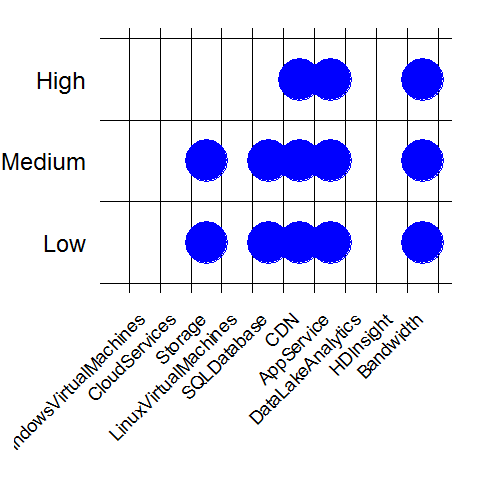 High
Medium
Low
ndowsVirtualMachines
CloudServices
Storage
LinuxVirtualMachines
SQLDatabase
CDN
AppService
DataLakeAnalytics
HDInsight
Bandwidth